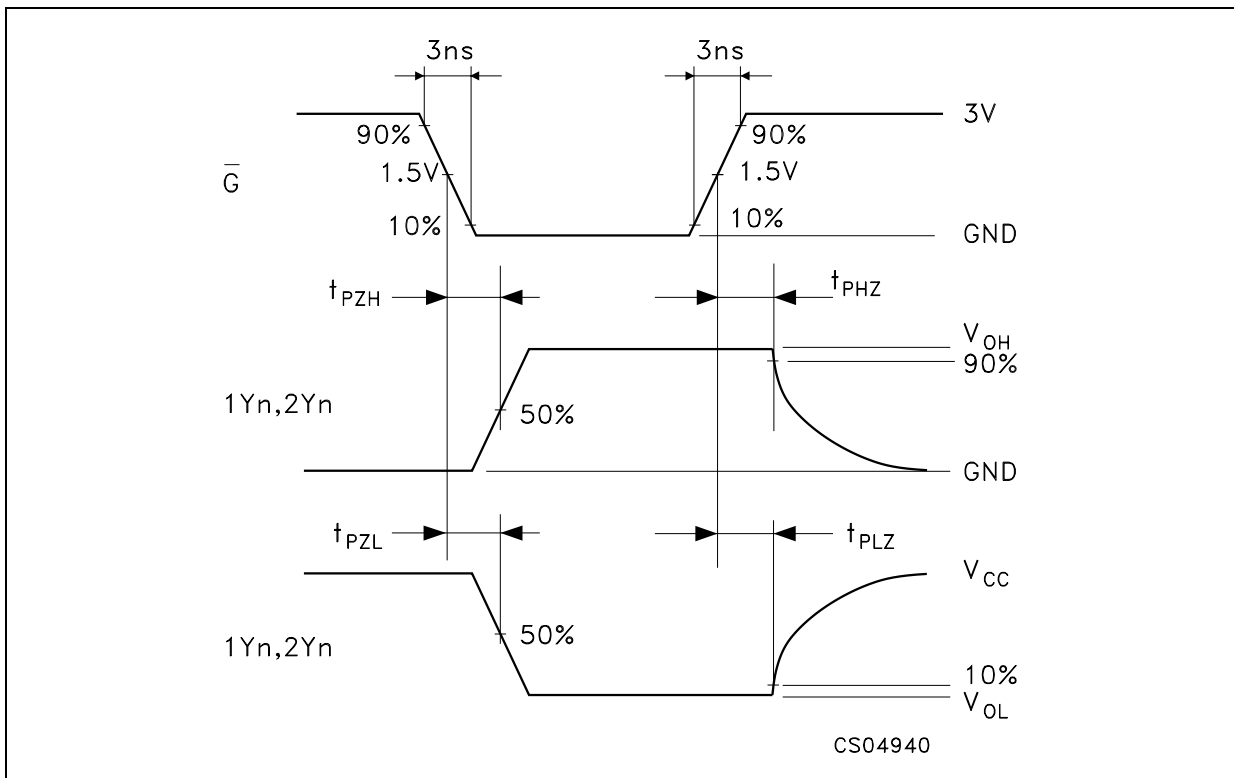 3ns 3ns
3V
90% 90%
G̅ 1.5V 1.5V
10% 10%
GND
tPZH tPHZ
VOH
90%
1Yn,2Yn 50%
GND
tPZL tPLZ
VCC
1Yn,2Yn 50%
10%
VOL
CS04940